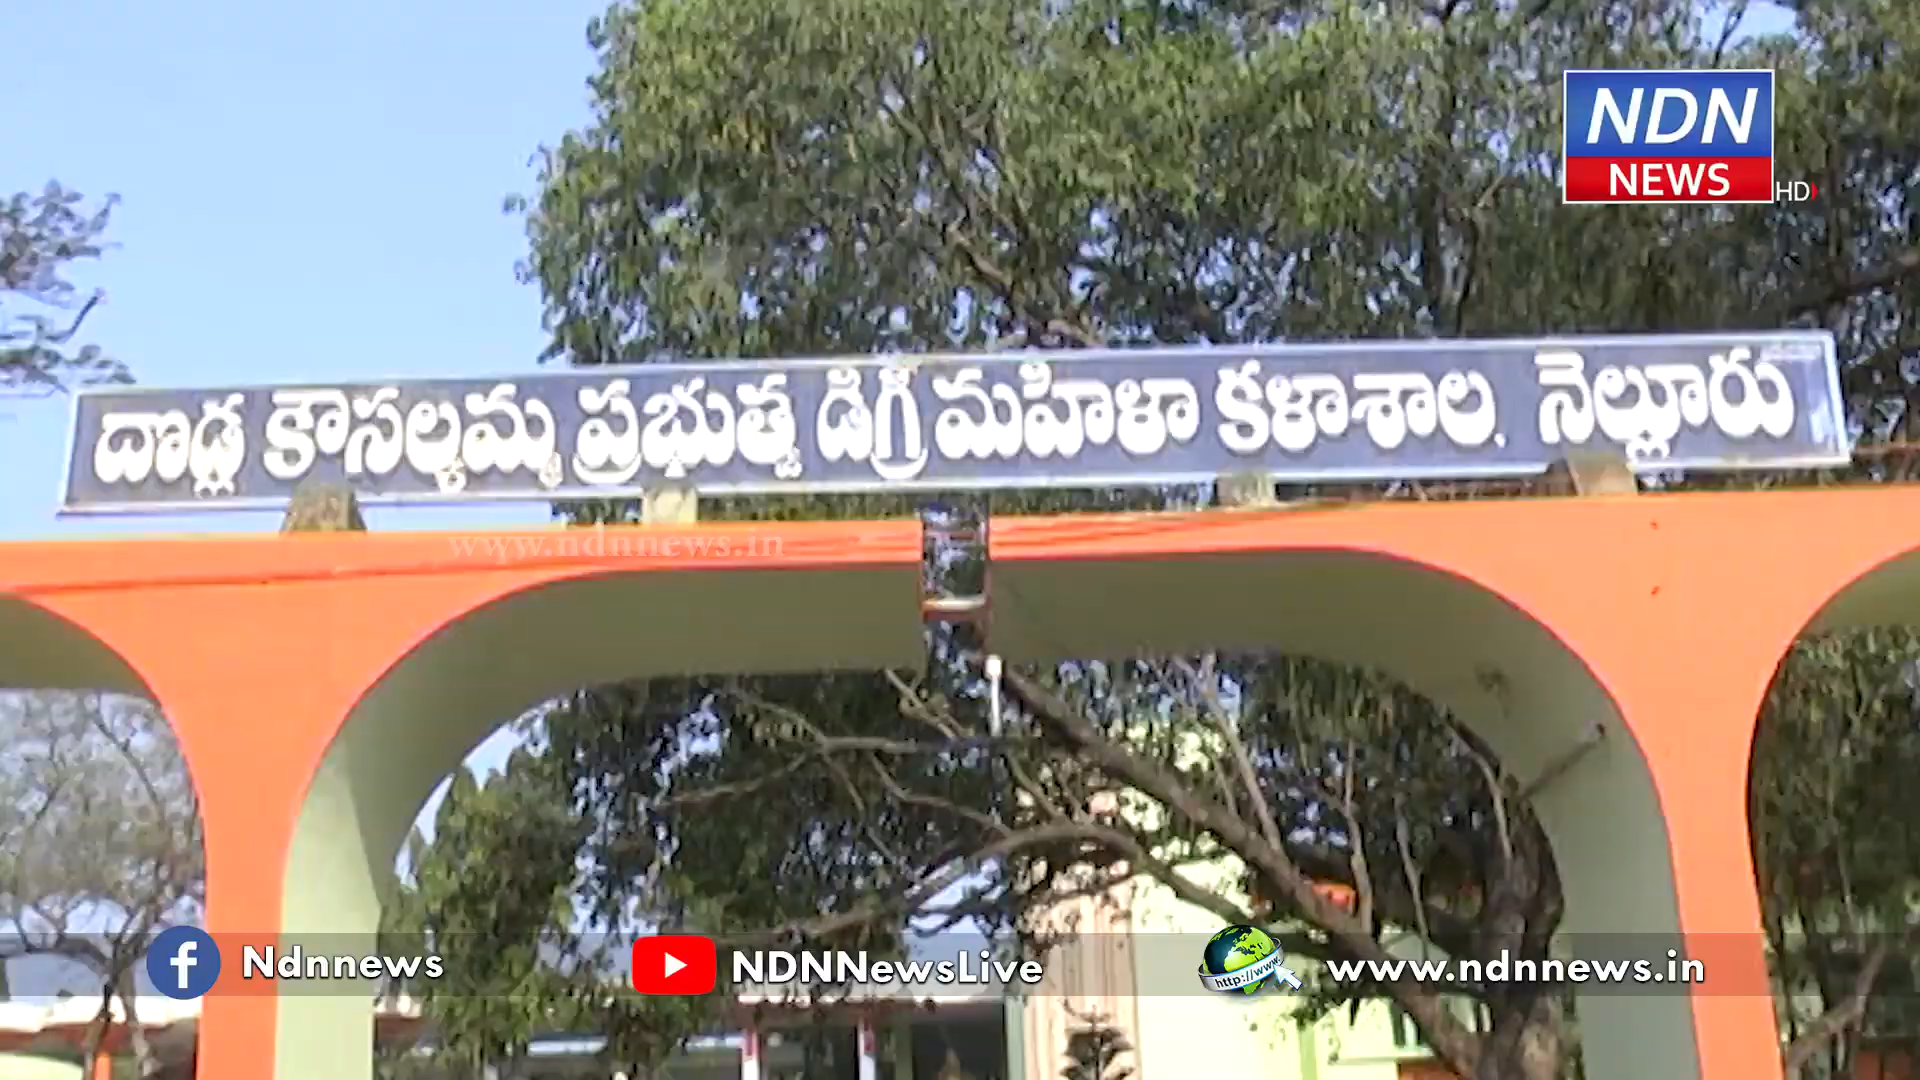 NDN
NEWS
HD
దొడ్ల కౌసల్యమ్మ ప్రభుత్వ డిగ్రీ మహిళా కళాశాల, నెల్లూరు
www.ndnnews.in
Ndnnews
NDNNewsLive
http://www.
www.ndnnews.in